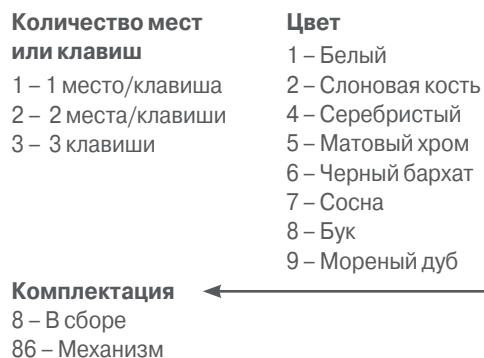 Количество мест
или клавиш
1 – 1 место/клавиша
2 – 2 места/клавиши
3 – 3 клавиши
Цвет
1 – Белый
2 – Слоновая кость
4 – Серебристый
5 – Матовый хром
6 – Черный бархат
7 – Сосна
8 – Бук
9 – Мореный дуб
Комплектация
8 – В сборе
86 – Механизм